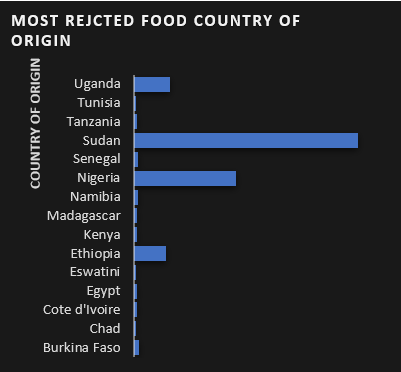 MOST REJCTED FOOD COUNTRY OF
ORIGIN
COUNTRY OF ORIGIN
Uganda
Tunisia
Tanzania
Sudan
Senegal
Nigeria
Namibia
Madagascar
Kenya
Ethiopia
Eswatini
Egypt
Cote d'Ivoire
Chad
Burkina Faso